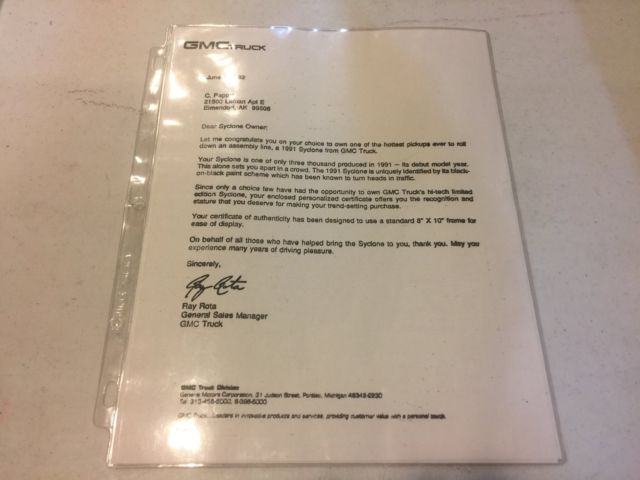 GMC TRUCK
June 92
C. Pappas
21900 Apt E
Elmendorf, AK 99506
Dear Syclone Owner:
Let me congratulate you on your choice to own one of the hottest pickups ever to roll
down an assembly line, a 1991 Syclone from GMC Truck.
Your Syclone is one of only three thousand produced in 1991 -- its debut model year.
This alone sets you apart in a crowd. The 1991 Syclone is uniquely identified by its black-
on-black paint scheme which has been known to turn heads in traffic.
Since only a choice few have had the opportunity to own GMC Truck's hi-tech limited
edition Syclone, your enclosed personalized certificate offers you the recognition and
stature that you deserve for making your trend-setting purchase.
Your certificate of authenticity has been designed to use a standard 8" X 10" frame for
ease of display.
On behalf of all those who have helped bring the Syclone to you, thank you. May you
experience many years of driving pleasure.
Sincerely,
Ray Rota
Ray Rota
General Sales Manager
GMC Truck
GMC Truck Division
General Motors Corporation, 31 Judson Street, Pontiac, Michigan 48342-2230
Tel 313-456-5000, 8-996-5000
GMC Truck...Leaders in innovative products and services, providing customer value with a personal touch.